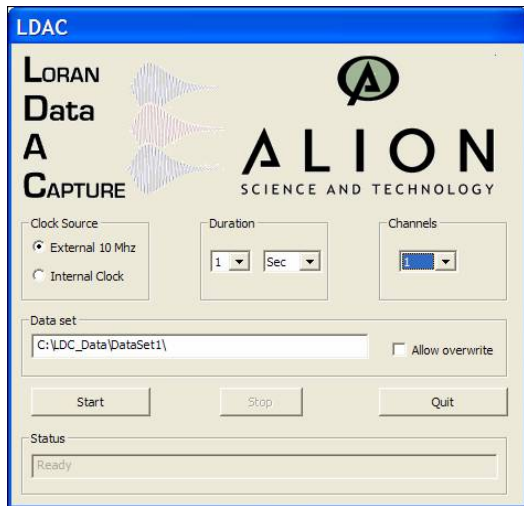 LDAC
LORAN
Data
A
CAPTURE
ALION
SCIENCE AND TECHNOLOGY
Clock Source
External 10 Mhz
Internal Clock
Duration
1
Sec
Channels
1
Data set
C:\LDC_Data\DataSet1\
Allow overwrite
Start
Stop
Quit
Status
Ready